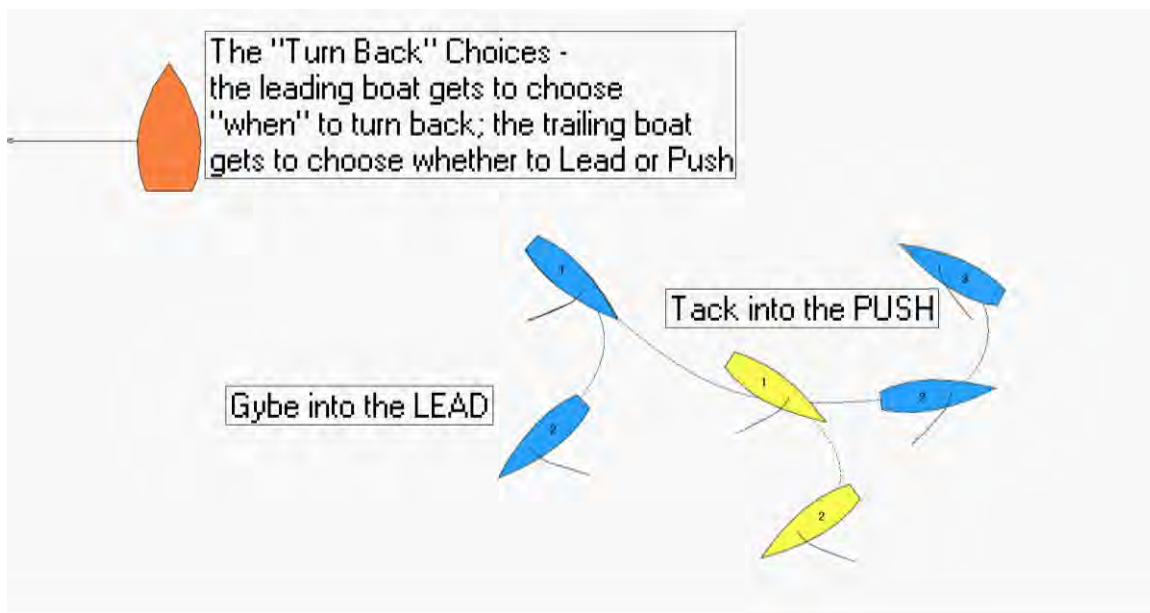 The "Turn Back" Choices -
the leading boat gets to choose
"when" to turn back; the trailing boat
gets to choose whether to Lead or Push
1
3
Tack into the PUSH
1
2
Gybe into the LEAD
2
2